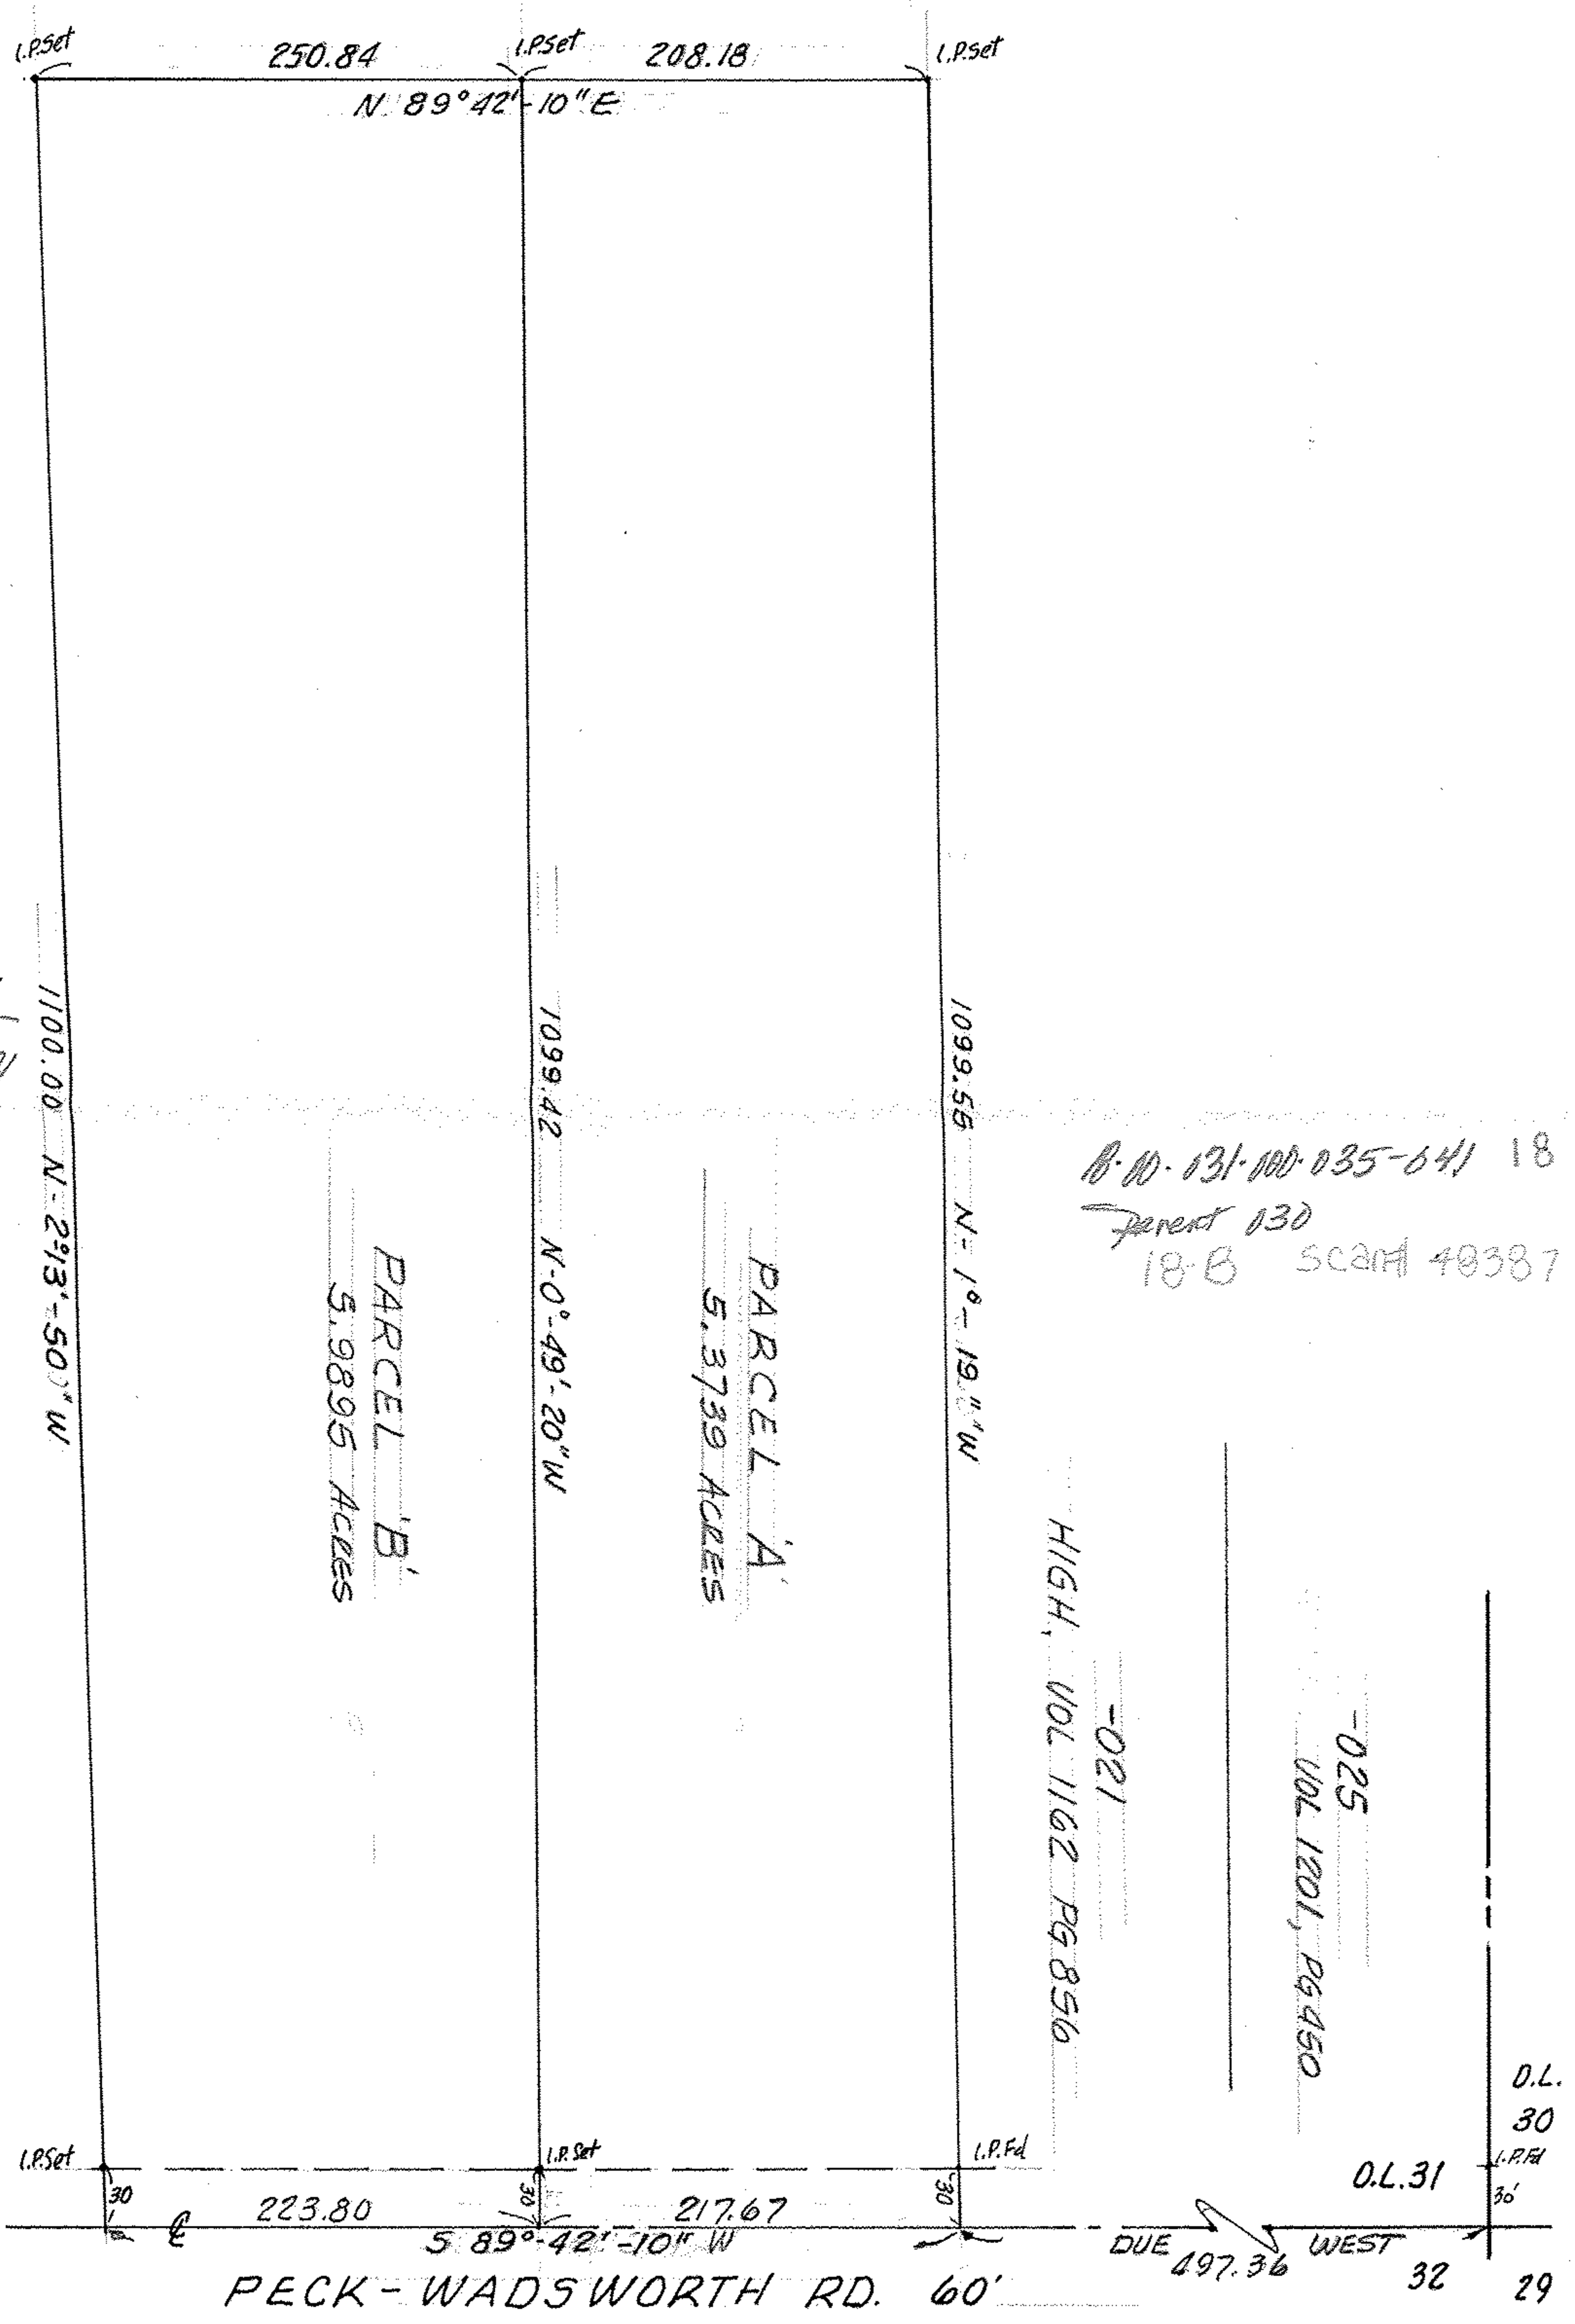 I.P.Set 250.84 I.P.Set 208.18 I.P.Set
N 89°42'-10" E
1100.00 N-2°13'-50" W
1099.42 N-0°-49'-20" W
1099.56 N-1°-19'' W
PARCEL 'B'
5.9895 ACRES
PARCEL 'A'
5.3739 ACRES
031.000.035-041 18
Parent 030
18-B Scan# 48387
-021
HIGH, VOL 1162 PG 856
-025
VOL 1201, PG 450
O.L.
30
I.P.Set I.P.Set I.P.Fd O.L.31 I.P.Fd
30 223.80 30 217.67 30 30'
℄ S 89°-42'-10" W DUE 497.36 WEST
PECK-WADSWORTH RD. 60' 32 29